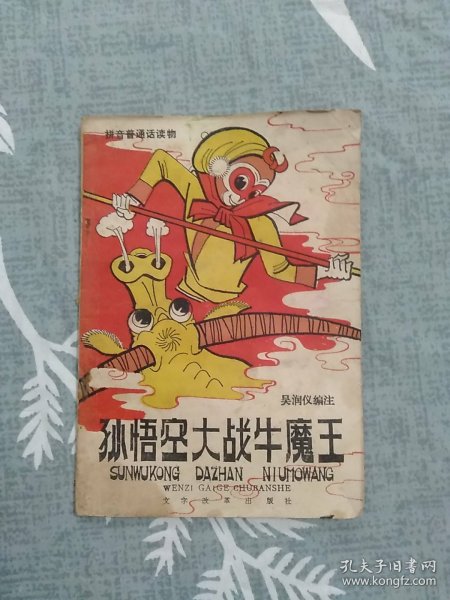 拼音普通话读物
吴润仪编注
孙悟空大战牛魔王
SUNWUKONG DAZHAN NIUMOWANG
WENZI GAIGE CHUBANSHE
文字改革出版社
孔夫子旧书网
www.kongfz.com